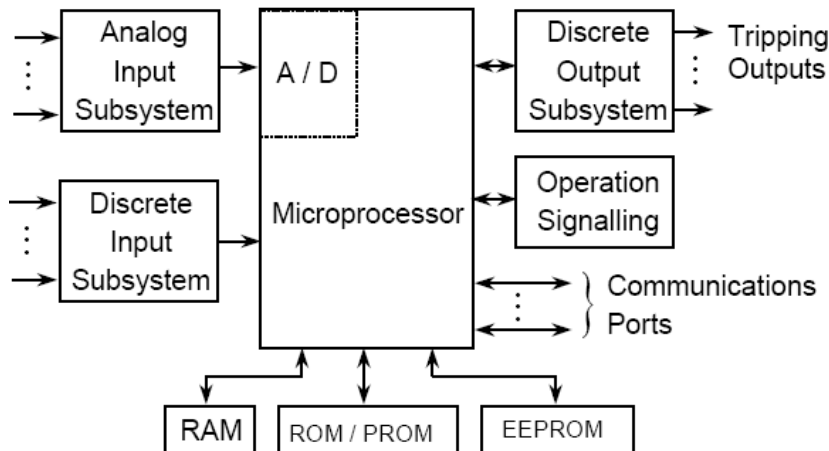 Analog
Input
Subsystem
A / D
Discrete
Output
Subsystem
Tripping
Outputs
Discrete
Input
Subsystem
Microprocessor
Operation
Signalling
Communications
Ports
RAM
ROM / PROM
EEPROM